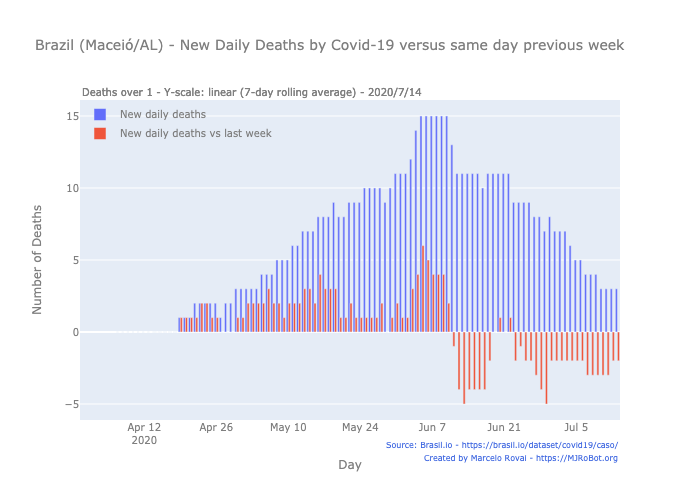 Brazil (Maceió/AL) - New Daily Deaths by Covid-19 versus same day previous week
Deaths over 1 - Y-scale: linear (7-day rolling average) - 2020/7/14
New daily deaths
New daily deaths vs last week
15
10
5
0
−5
Number of Deaths
Apr 12
2020
Apr 26
May 10
May 24
Jun 7
Jun 21
Jul 5
Day
Source: Brasil.io - https://brasil.io/dataset/covid19/caso/
Created by Marcelo Rovai - https://MJRoBot.org